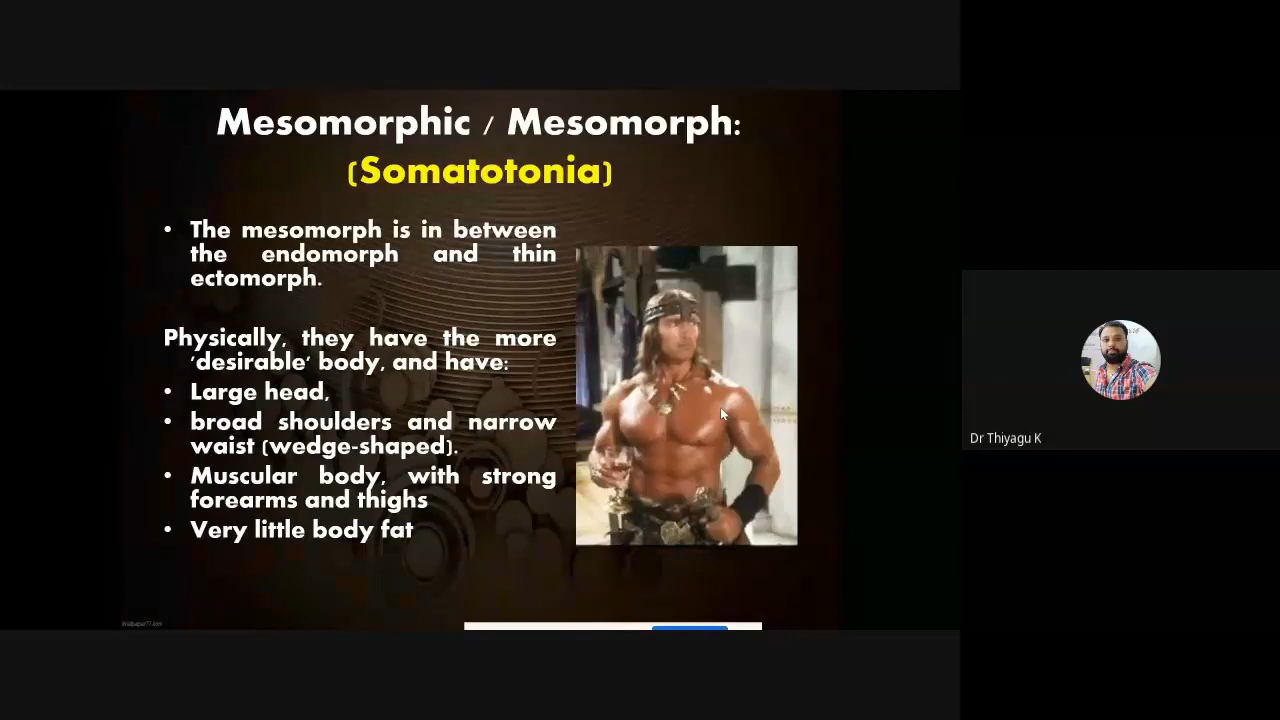 Mesomorphic / Mesomorph:
(Somatotonia)
• The mesomorph is in between
the endomorph and thin
ectomorph.
Physically, they have the more
'desirable' body, and have:
• Large head,
• broad shoulders and narrow
waist (wedge-shaped).
• Muscular body, with strong
forearms and thighs
• Very little body fat
Dr Thiyagu K